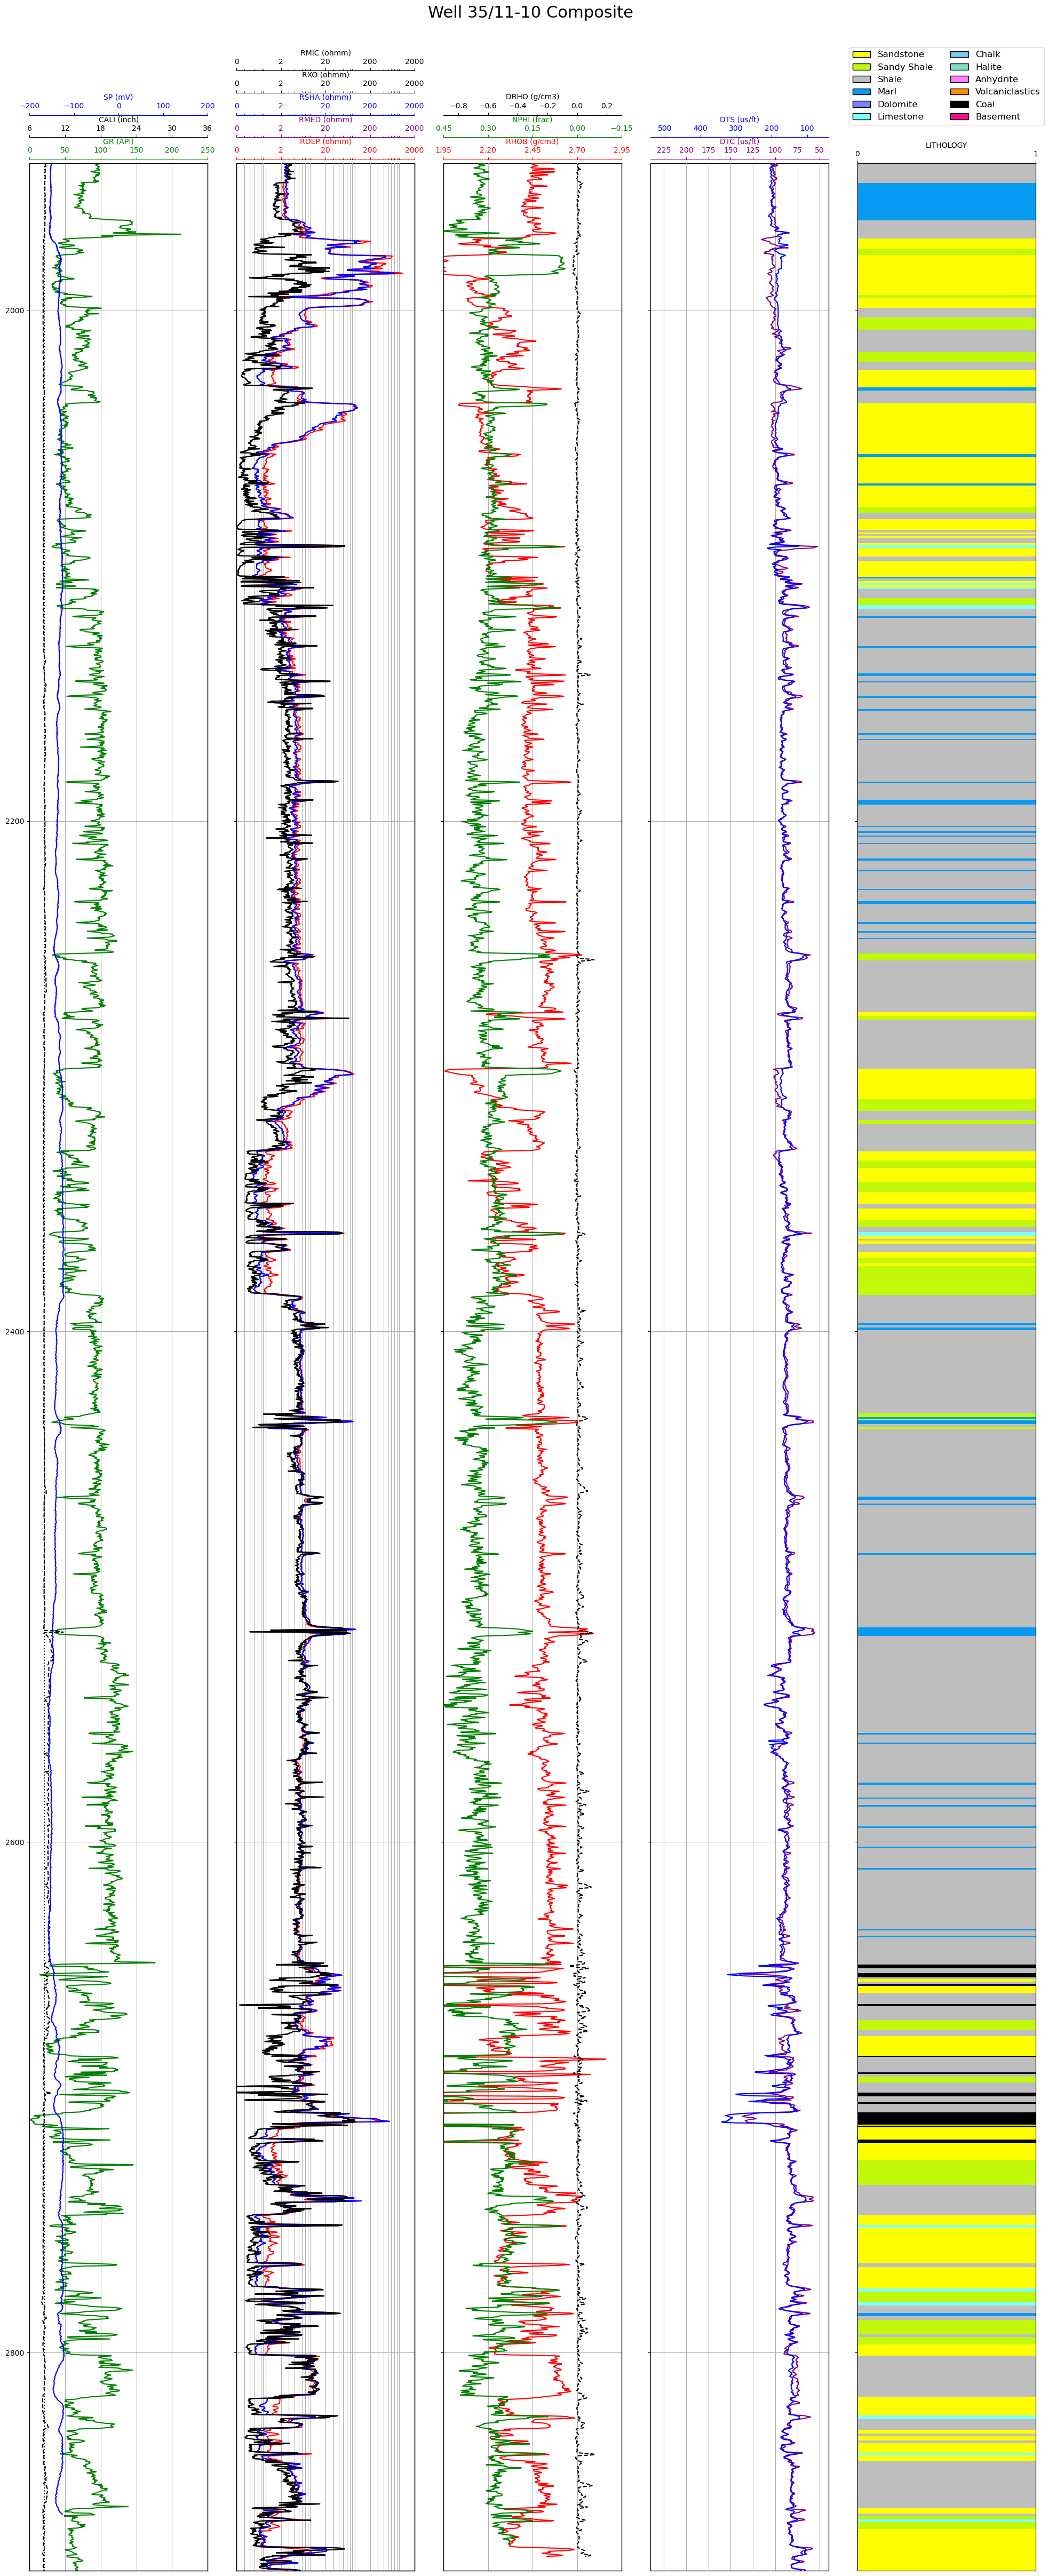 Well 35/11-10 Composite
SP (mV)
−200 −100 0 100 200
CALI (inch)
6 12 18 24 30 36
GR (API)
0 50 100 150 200 250
RMIC (ohmm)
0 2 20 200 2000
RXO (ohmm)
0 2 20 200 2000
RSHA (ohmm)
0 2 20 200 2000
RMED (ohmm)
0 2 20 200 2000
RDEP (ohmm)
0 2 20 200 2000
DRHO (g/cm3)
−0.8 −0.6 −0.4 −0.2 0.0 0.2
NPHI (frac)
0.45 0.30 0.15 0.00 −0.15
RHOB (g/cm3)
1.95 2.20 2.45 2.70 2.95
DTS (us/ft)
500 400 300 200 100
DTC (us/ft)
225 200 175 150 125 100 75 50
Sandstone
Sandy Shale
Shale
Marl
Dolomite
Limestone
Chalk
Halite
Anhydrite
Volcaniclastics
Coal
Basement
LITHOLOGY
0 1
2000
2200
2400
2600
2800